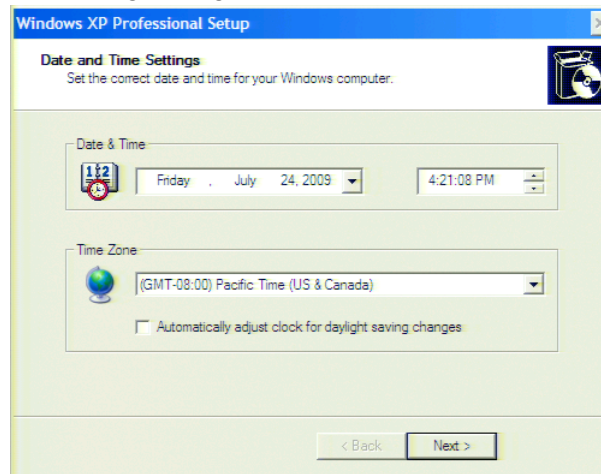 Windows XP Professional Setup
Date and Time Settings
Set the correct date and time for your Windows computer.
Date & Time
Friday , July 24, 2009 4:21:08 PM
Time Zone
(GMT-08:00) Pacific Time (US & Canada)
Automatically adjust clock for daylight saving changes
< Back Next >